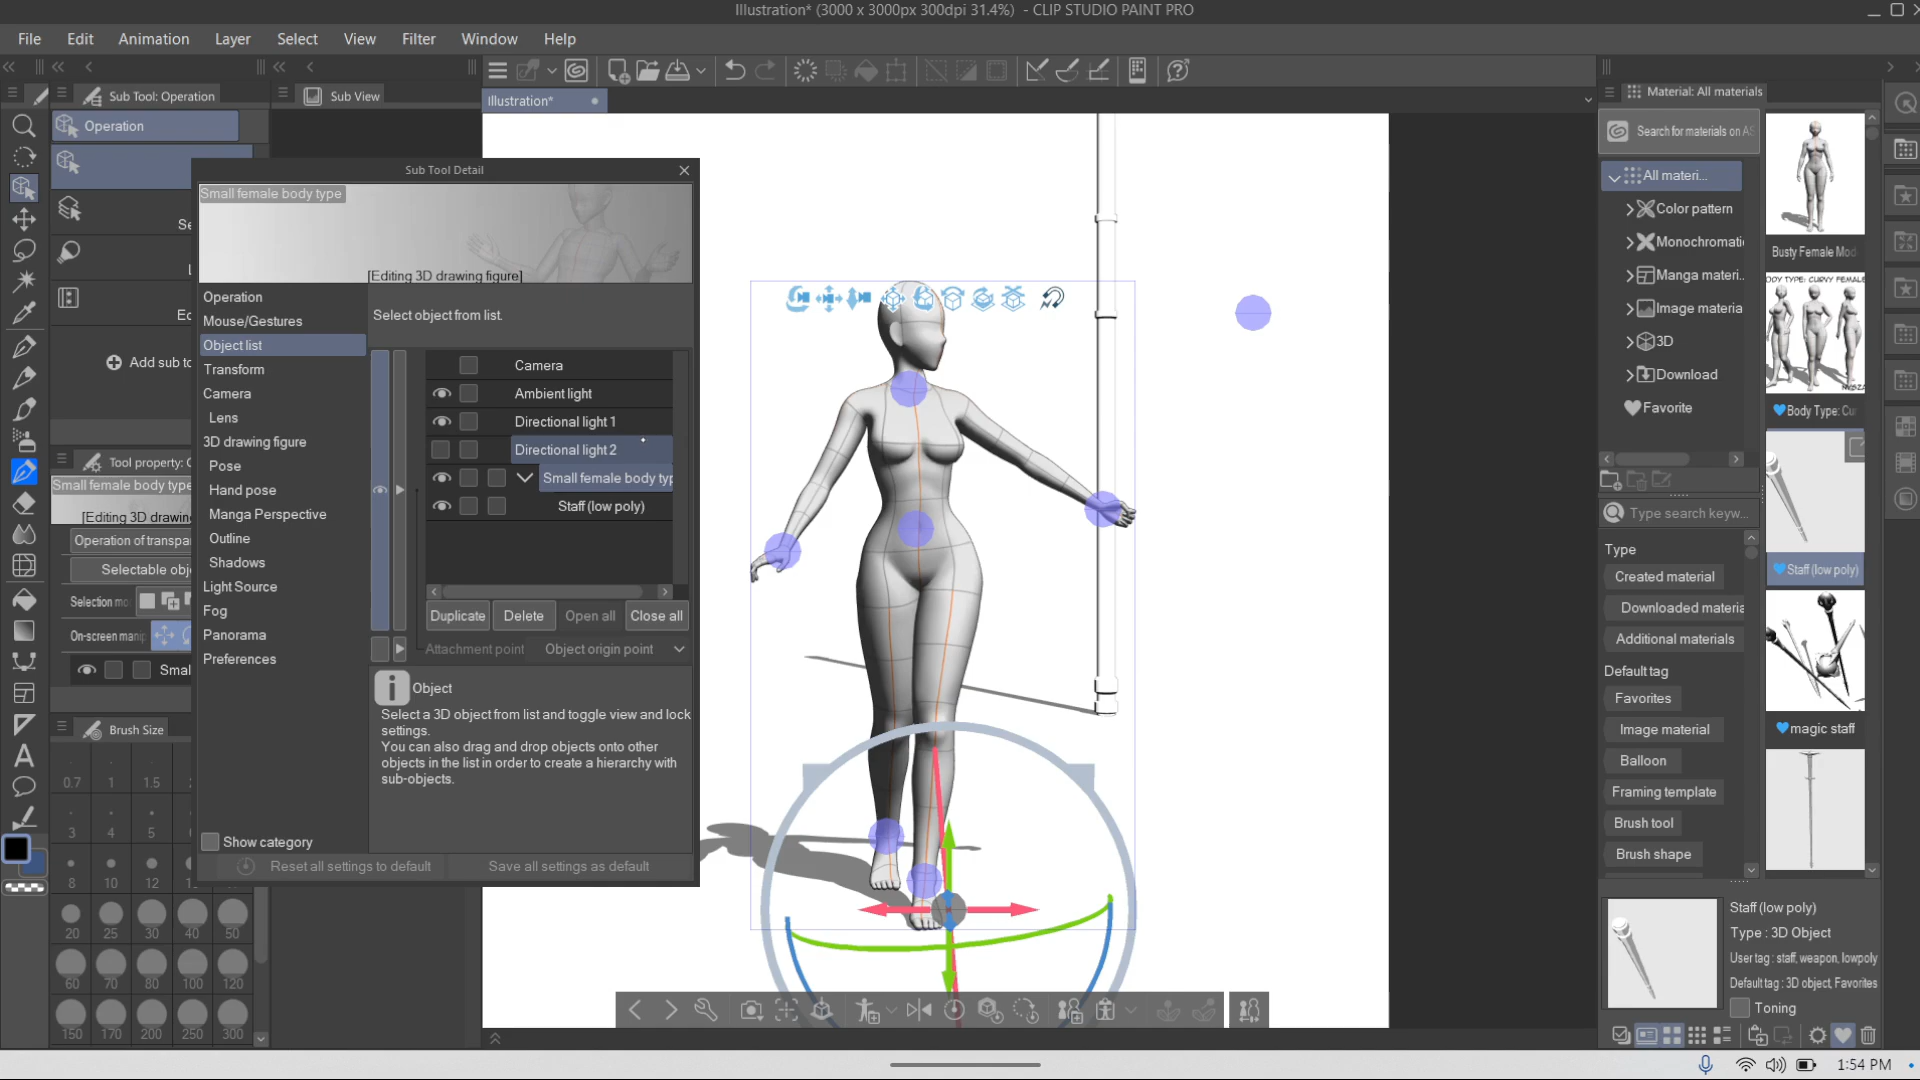 Illustration* (3000 x 3000px 300dpi 31.4%)  - CLIP STUDIO PAINT PRO
File
Edit
Animation
Layer
Select
View
Filter
Window
Help
Sub Tool: Operation
Sub View
Illustration*
Material: All materials
Operation
Search for materials on AS
Sub Tool Detail
Small female body type
[Editing 3D drawing figure]
Se
L
Ec
Add sub to
Operation
Mouse/Gestures
Object list
Transform
Camera
Lens
3D drawing figure
Pose
Hand pose
Manga Perspective
Outline
Shadows
Light Source
Fog
Panorama
Preferences
Show category
Select object from list.
Camera
Ambient light
Directional light 1
Directional light 2
Small female body typ
Staff (low poly)
Duplicate
Delete
Open all
Close all
Attachment point
Object origin point
Object
Select a 3D object from list and toggle view and lock
settings.
You can also drag and drop objects onto other
objects in the list in order to create a hierarchy with
sub-objects.
Reset all settings to default
Save all settings as default
Tool property: O
Small female body type
[Editing 3D drawin
Operation of transpa
Selectable obj
Selection mo
On-screen manip
Smal
Brush Size
0.7
1
1.5
2
3
4
5
8
10
12
20
25
30
40
50
60
70
80
100
120
150
170
200
250
300
All materi...
Color pattern
Monochromati
Manga materi..
Image materia
3D
Download
Favorite
Type search keyw...
Type
Created material
Downloaded materia
Additional materials
Default tag
Favorites
Image material
Balloon
Framing template
Brush tool
Brush shape
Busty Female Mod
ODY TYPE: CURVY FEMALE
Body Type: Cu
Staff (low poly)
magic staff
Staff (low poly)
Type : 3D Object
User tag : staff, weapon, lowpoly
Default tag : 3D object, Favorites
Toning
1:54 PM